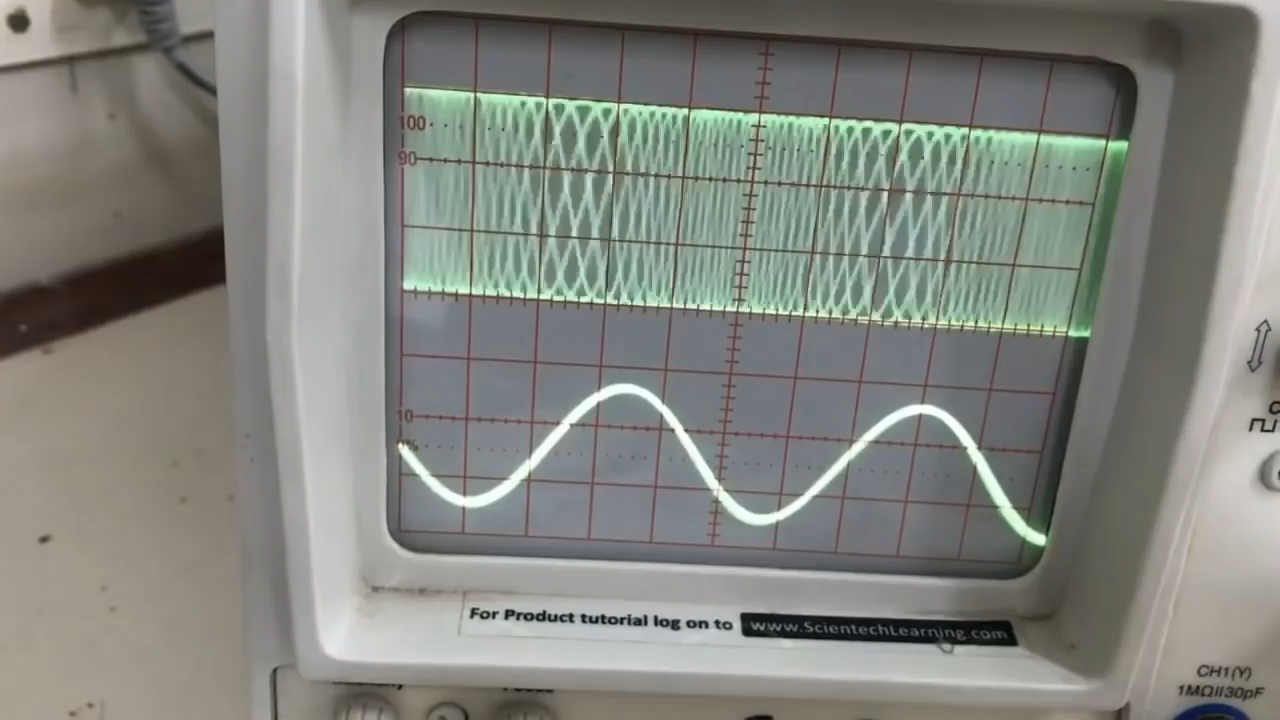 100
90
10
For Product tutorial log on to www.ScientechLearning.com
CH1(Y)
1MΩII30pF